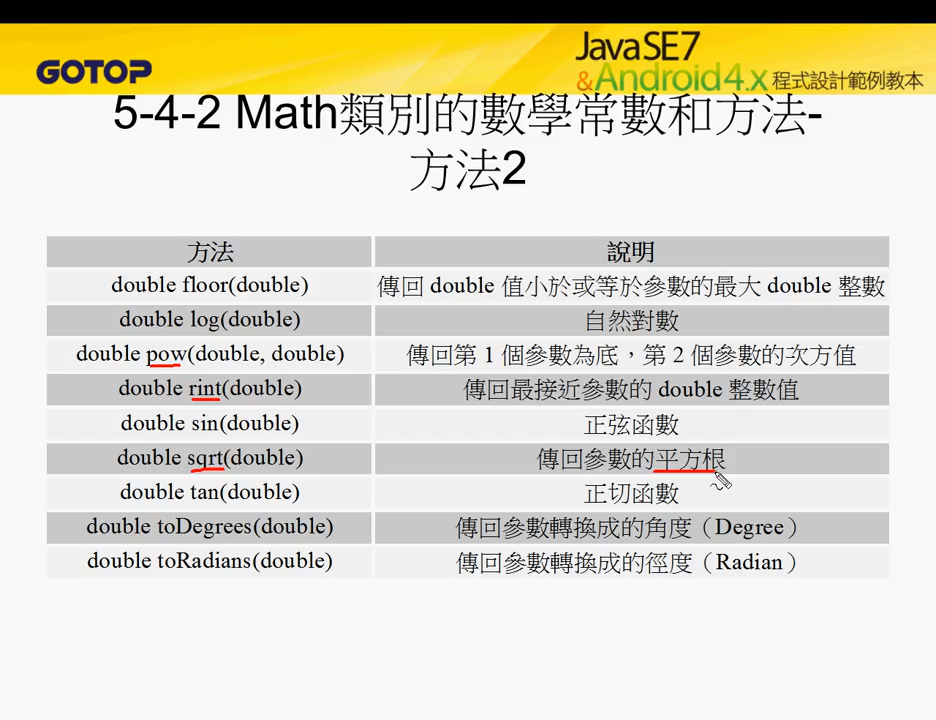 GOTOP
JavaSE7
&Android4.x 程式設計範例教本
5-4-2 Math類別的數學常數和方法-
方法2
方法 說明
double floor(double) 傳回 double 值小於或等於參數的最大 double 整數
double log(double) 自然對數
double pow(double, double) 傳回第 1 個參數為底，第 2 個參數的次方值
double rint(double) 傳回最接近參數的 double 整數值
double sin(double) 正弦函數
double sqrt(double) 傳回參數的平方根
double tan(double) 正切函數
double toDegrees(double) 傳回參數轉換成的角度（Degree）
double toRadians(double) 傳回參數轉換成的徑度（Radian）